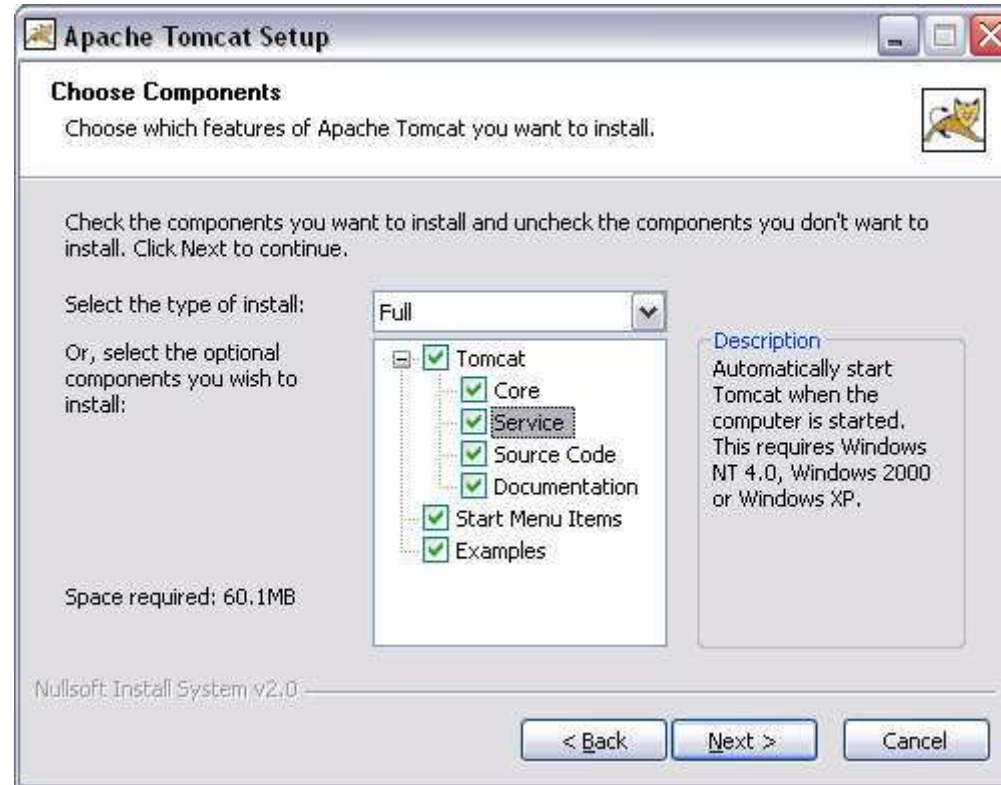 Apache Tomcat Setup
Choose Components
Choose which features of Apache Tomcat you want to install.
Check the components you want to install and uncheck the components you don't want to
install. Click Next to continue.
Select the type of install:
Full
Or, select the optional
components you wish to
install:
Tomcat
Core
Service
Source Code
Documentation
Start Menu Items
Examples
Description
Automatically start
Tomcat when the
computer is started.
This requires Windows
NT 4.0, Windows 2000
or Windows XP.
Space required: 60.1MB
Nullsoft Install System v2.0
< Back
Next >
Cancel